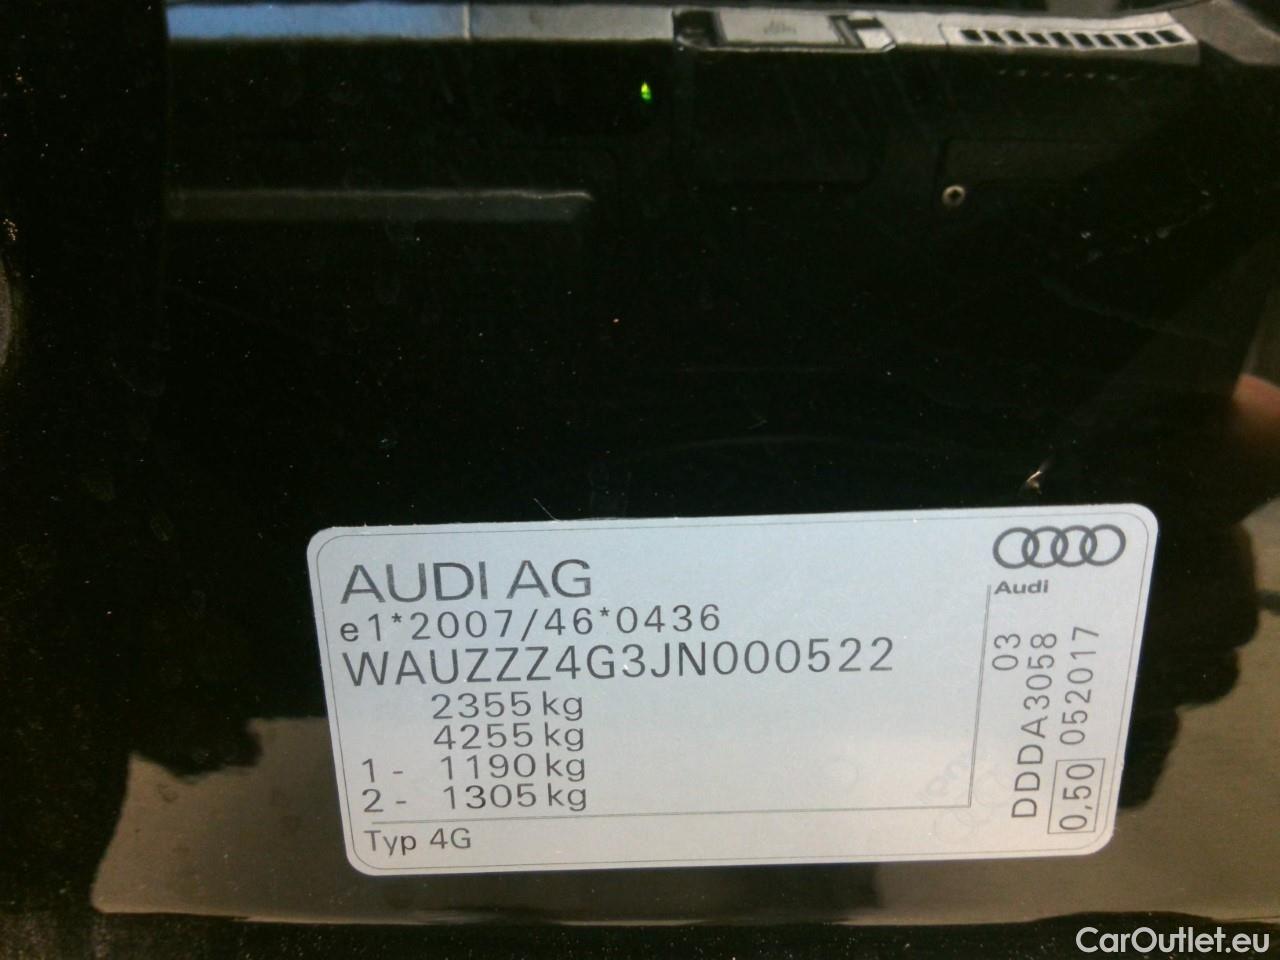 AUDI AG
e1*2007/46*0436
WAUZZZ4G3JN000522
2355 kg
4255 kg
1 - 1190 kg
2 - 1305 kg
Typ 4G
Audi
03
DDDA3058
0,50 052017
CarOutlet.eu